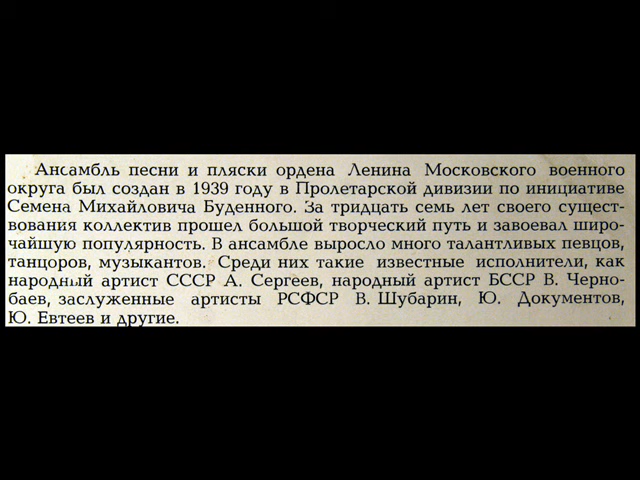 Ансамбль песни и пляски ордена Ленина Московского военного
округа был создан в 1939 году в Пролетарской дивизии по инициативе
Семена Михайловича Буденного. За тридцать семь лет своего сущест-
вования коллектив прошел большой творческий путь и завоевал широ-
чайшую популярность. В ансамбле выросло много талантливых певцов,
танцоров, музыкантов. Среди них такие известные исполнители, как
народный артист СССР А. Сергеев, народный артист БССР В. Черно-
баев, заслуженные артисты РСФСР В. Шубарин, Ю. Документов,
Ю. Евтеев и другие.